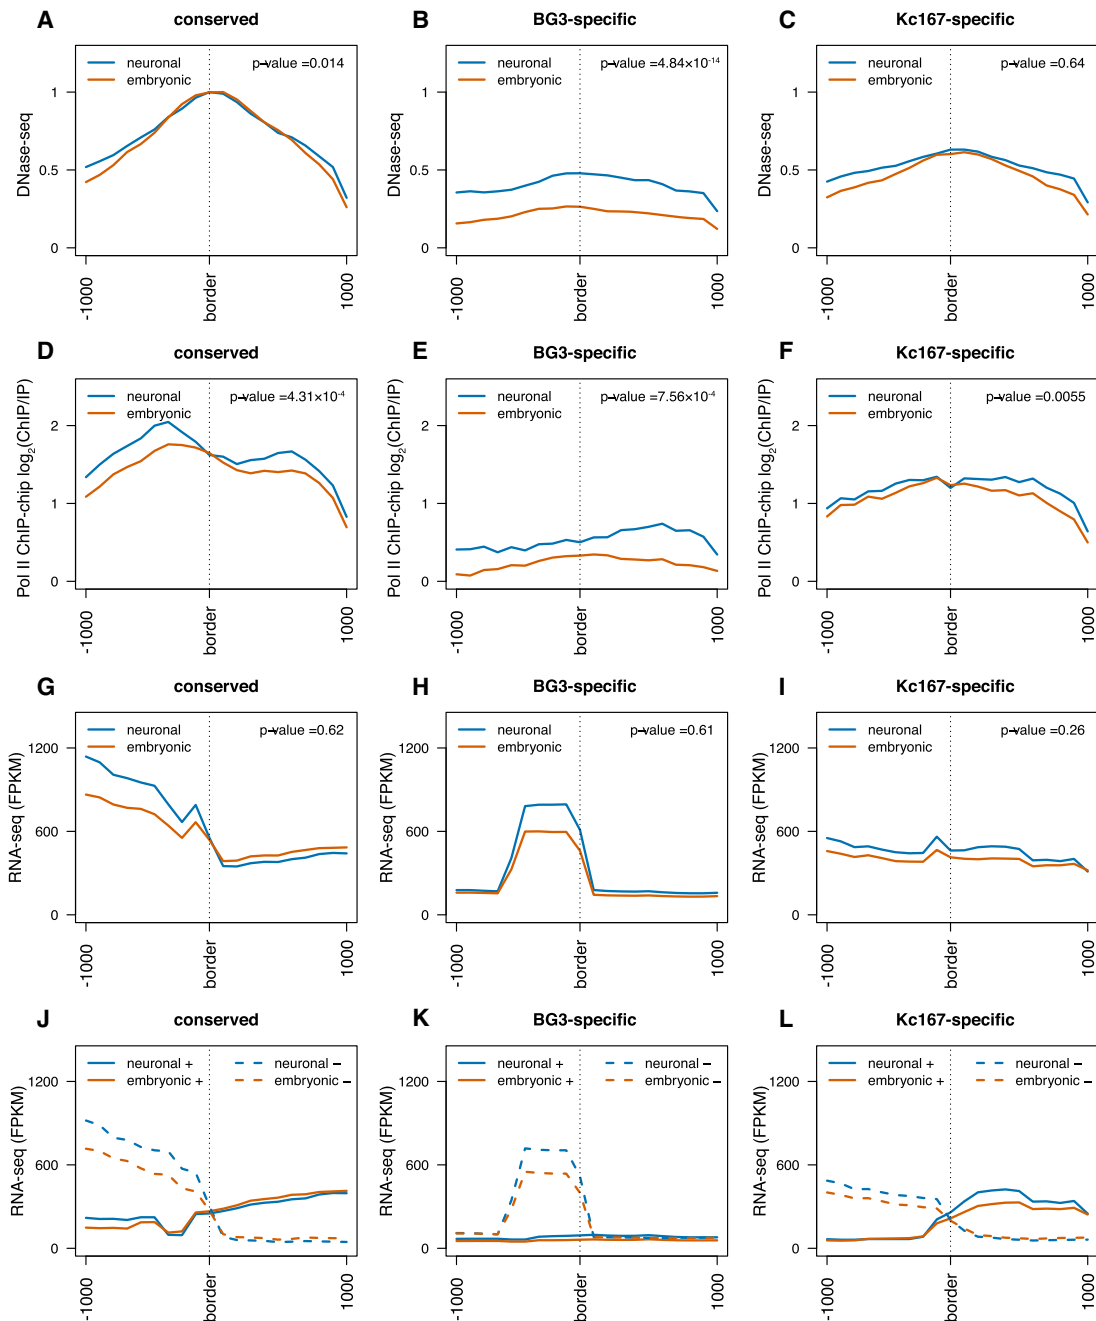 A conserved
neuronal
embryonic
p-value =0.014
DNase-seq
1
0.5
0
-1000
border
1000
B BG3-specific
neuronal
embryonic
p-value =4.84×10⁻¹⁴
DNase-seq
1
0.5
0
-1000
border
1000
C Kc167-specific
neuronal
embryonic
p-value =0.64
DNase-seq
1
0.5
0
-1000
border
1000
D conserved
neuronal
embryonic
p-value =4.31×10⁻⁴
Pol II ChIP-chip log₂(ChIP/IP)
2
1
0
-1000
border
1000
E BG3-specific
neuronal
embryonic
p-value =7.56×10⁻⁴
Pol II ChIP-chip log₂(ChIP/IP)
2
1
0
-1000
border
1000
F Kc167-specific
neuronal
embryonic
p-value =0.0055
Pol II ChIP-chip log₂(ChIP/IP)
2
1
0
-1000
border
1000
G conserved
neuronal
embryonic
p-value =0.62
RNA-seq (FPKM)
1200
600
0
-1000
border
1000
H BG3-specific
neuronal
embryonic
p-value =0.61
RNA-seq (FPKM)
1200
600
0
-1000
border
1000
I Kc167-specific
neuronal
embryonic
p-value =0.26
RNA-seq (FPKM)
1200
600
0
-1000
border
1000
J conserved
neuronal + neuronal −
embryonic + embryonic −
RNA-seq (FPKM)
1200
600
0
-1000
border
1000
K BG3-specific
neuronal + neuronal −
embryonic + embryonic −
RNA-seq (FPKM)
1200
600
0
-1000
border
1000
L Kc167-specific
neuronal + neuronal −
embryonic + embryonic −
RNA-seq (FPKM)
1200
600
0
-1000
border
1000